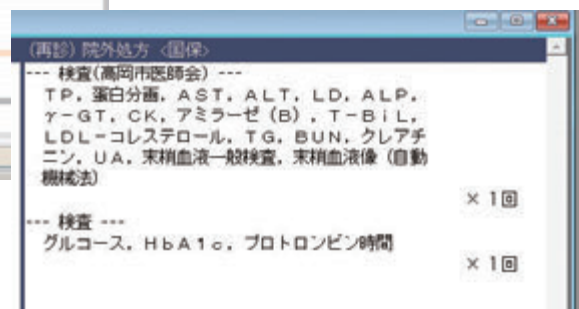 (再診) 院外処方 <国保>
--- 検査(高岡市医師会) ---
TP, 蛋白分画, AST, ALT, LD, ALP,
γ-GT, CK, アミラーゼ (B), T-BiL,
LDL-コレステロール, TG, BUN, クレアチ
ニン, UA, 末梢血液一般検査, 末梢血液像 (自動
機械法)
× 1回
--- 検査 ---
グルコース, HbA1c, プロトロンビン時間
× 1回